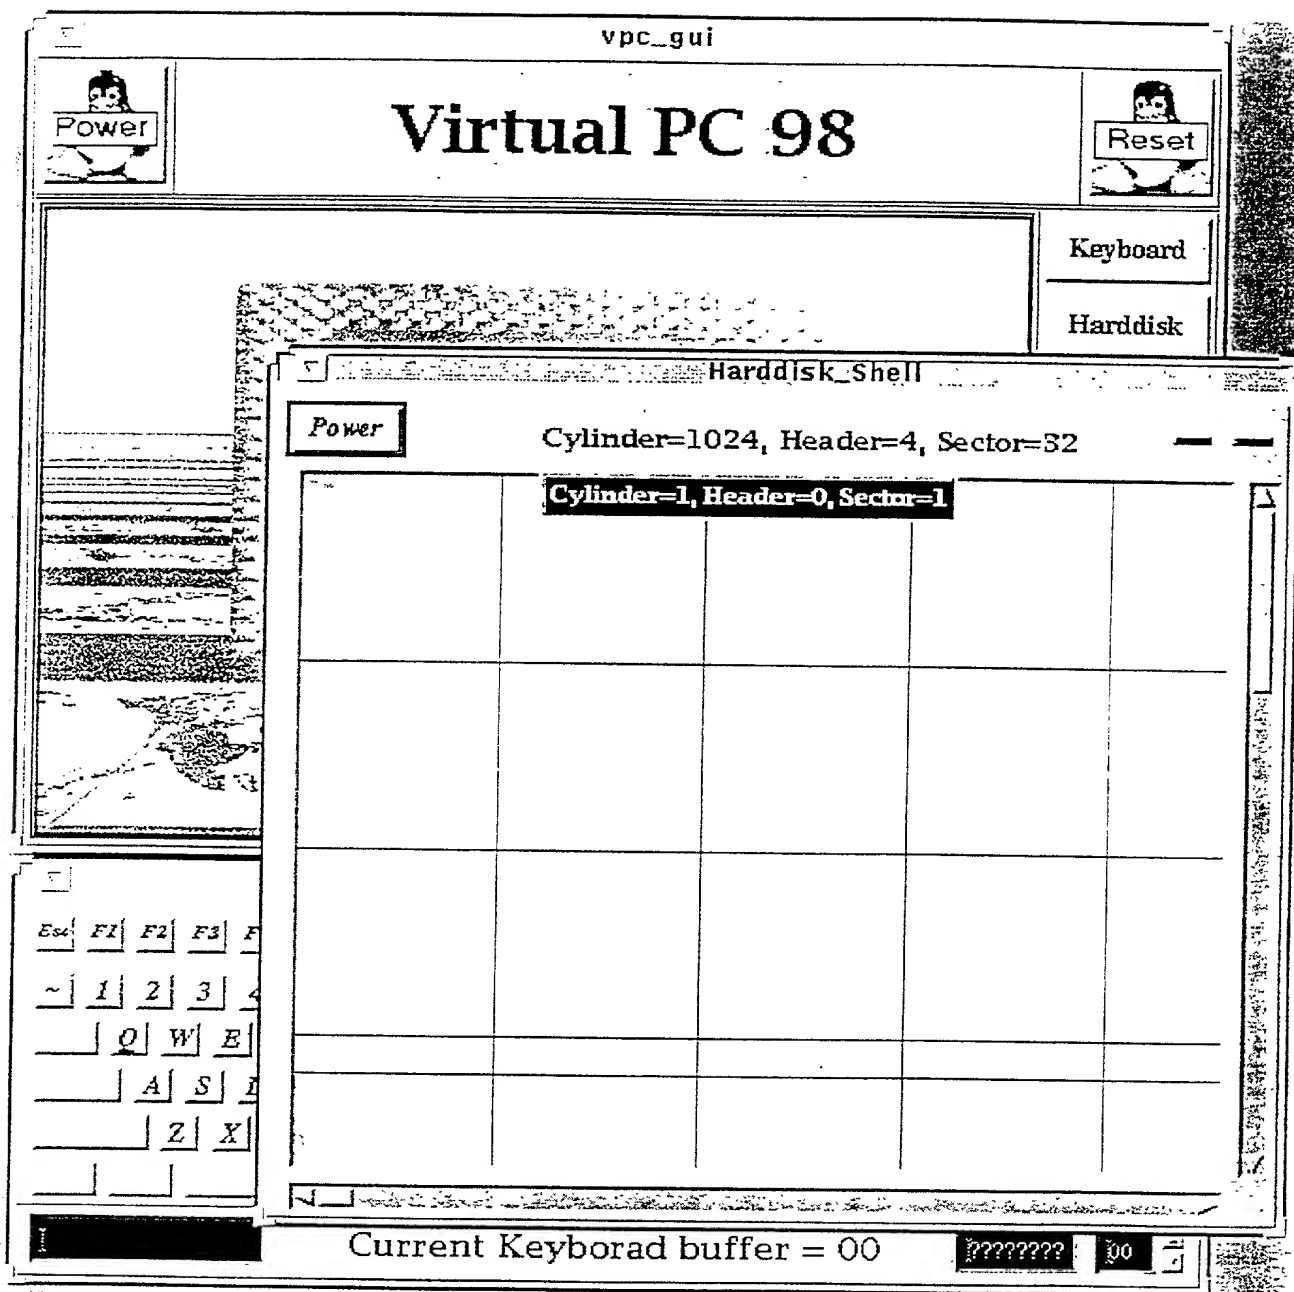 vpc_gui
Power
Virtual PC 98
Reset
Keyboard
Harddisk
Harddisk_Shell
Power
Cylinder=1024, Header=4, Sector=32
Cylinder=1, Header=0, Sector=1
Esc F1 F2 F3 F
~ 1 2 3 4
Q W E
A S
Z X
Current Keyborad buffer = 00
???????? 00